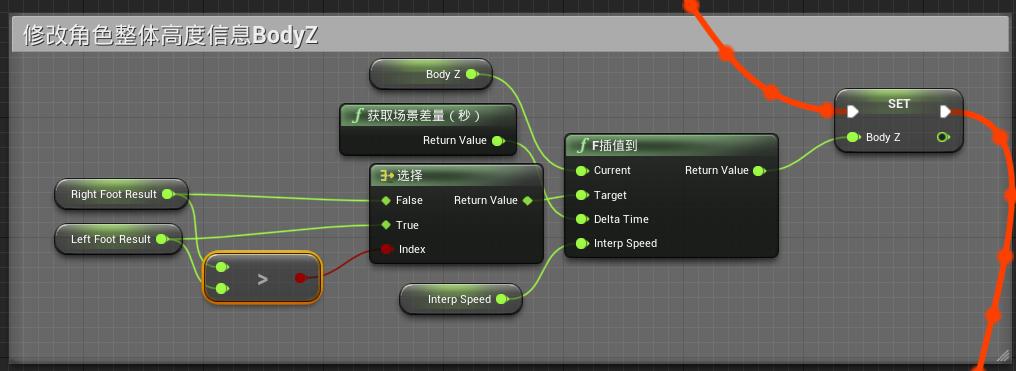 修改角色整体高度信息BodyZ
Body Z
f 获取场景差量（秒）
Return Value
选择
False Return Value
True
Index
Right Foot Result
Left Foot Result
>
Interp Speed
f F插值到
Current Return Value
Target
Delta Time
Interp Speed
SET
Body Z